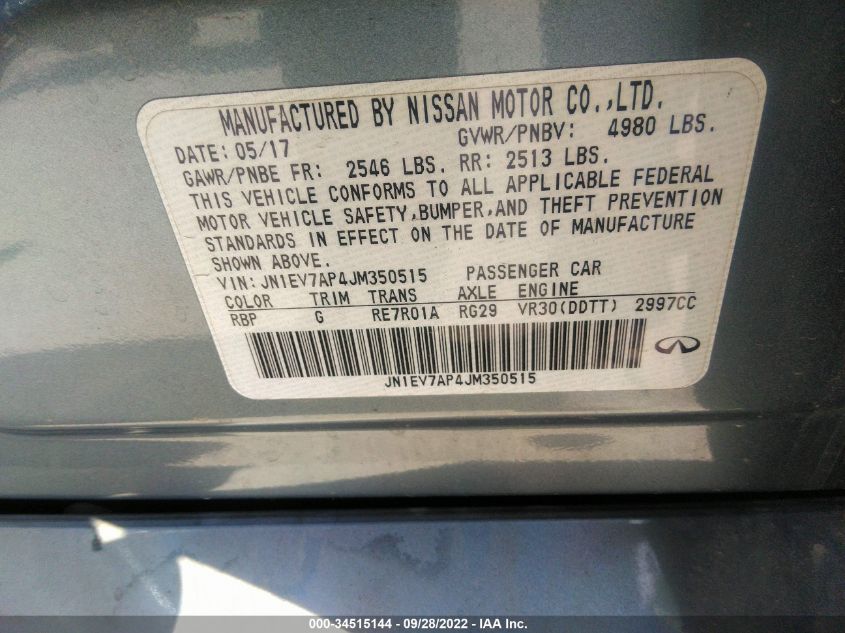 MANUFACTURED BY NISSAN MOTOR CO.,LTD.
DATE: 05/17 GVWR/PNBV: 4980 LBS.
GAWR/PNBE FR: 2546 LBS. RR: 2513 LBS.
THIS VEHICLE CONFORMS TO ALL APPLICABLE FEDERAL
MOTOR VEHICLE SAFETY,BUMPER,AND THEFT PREVENTION
STANDARDS IN EFFECT ON THE DATE OF MANUFACTURE
SHOWN ABOVE.
VIN: JN1EV7AP4JM350515 PASSENGER CAR
COLOR TRIM TRANS AXLE ENGINE
RBP G RE7R01A RG29 VR30(DDTT) 2997CC
JN1EV7AP4JM350515
000-34515144 - 09/28/2022 - IAA Inc.